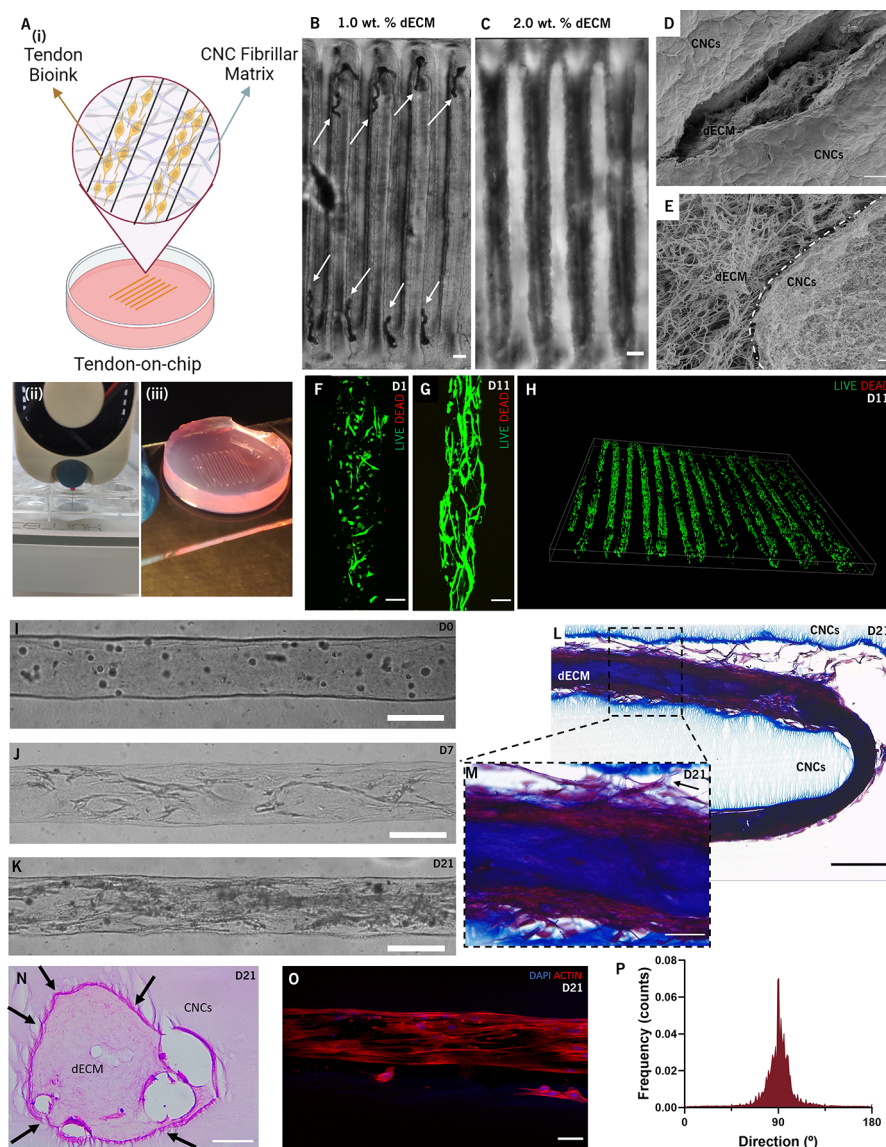 A
(i)
Tendon
Bioink
CNC Fibrillar
Matrix
Tendon-on-chip
B
1.0 wt. % dECM
C
2.0 wt. % dECM
D
CNCs
dECM
CNCs
E
dECM
CNCs
(ii)
(iii)
F
D1
LIVE DEAD
G
D11
LIVE DEAD
H
LIVE DEAD
D11
I
D0
J
D7
K
D21
L
CNCs
D21
dECM
CNCs
M
D21
N
D21
CNCs
dECM
O
DAPI ACTIN
D21
P
Frequency (counts)
0.08
0.06
0.04
0.02
0.00
0
90
180
Direction (º)